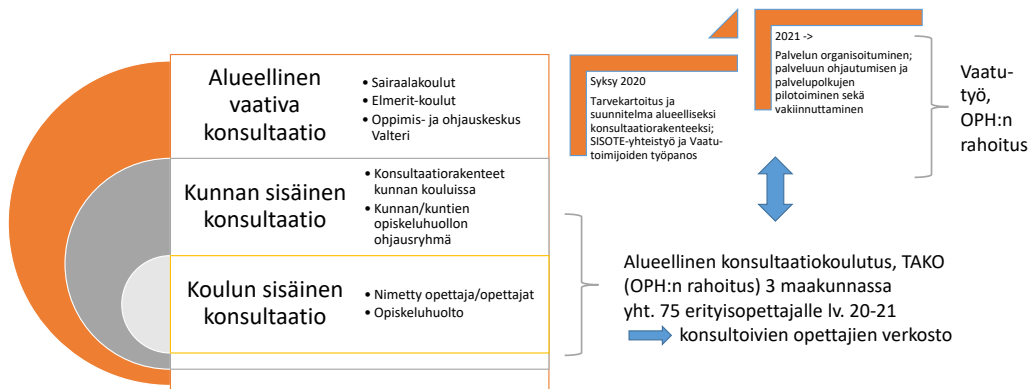 Alueellinen
vaativa
konsultaatio
• Sairaalakoulut
• Elmerit-koulut
• Oppimis- ja ohjauskeskus
Valteri
Kunnan sisäinen
konsultaatio
• Konsultaatiorakenteet
kunnan kouluissa
• Kunnan/kuntien
opiskeluhuollon
ohjausryhmä
Koulun sisäinen
konsultaatio
• Nimetty opettaja/opettajat
• Opiskeluhuolto
Syksy 2020
Tarvekartoitus ja
suunnitelma alueelliseksi
konsultaatiorakenteeksi;
SISOTE-yhteistyö ja Vaatu-
toimijoiden työpanos
2021 ->
Palvelun organisoituminen;
palveluun ohjautumisen ja
palvelupolkujen
pilotoiminen sekä
vakiinnuttaminen
Vaatu-
työ,
OPH:n
rahoitus
Alueellinen konsultaatiokoulutus, TAKO
(OPH:n rahoitus) 3 maakunnassa
yht. 75 erityisopettajalle lv. 20-21
konsultoivien opettajien verkosto